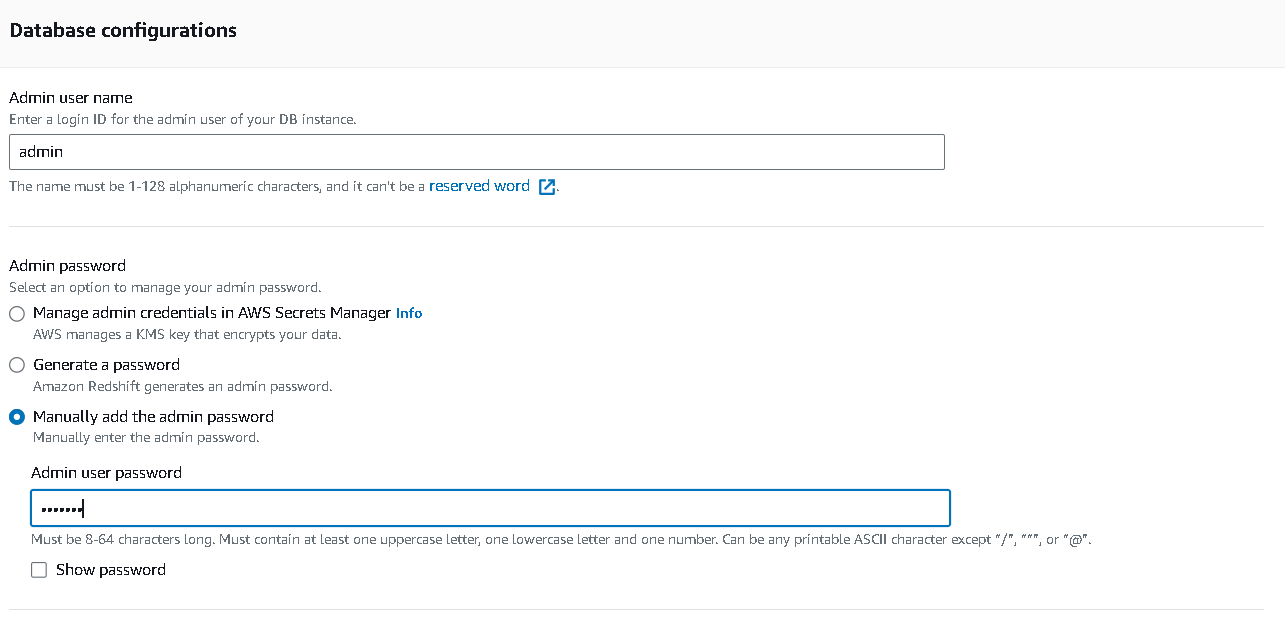 Database configurations
Admin user name
Enter a login ID for the admin user of your DB instance.
admin
The name must be 1-128 alphanumeric characters, and it can't be a reserved word.
Admin password
Select an option to manage your admin password.
Manage admin credentials in AWS Secrets Manager Info
AWS manages a KMS key that encrypts your data.
Generate a password
Amazon Redshift generates an admin password.
Manually add the admin password
Manually enter the admin password.
Admin user password
•••••••
Must be 8-64 characters long. Must contain at least one uppercase letter, one lowercase letter and one number. Can be any printable ASCII character except “/”, “"”, or “@”.
Show password